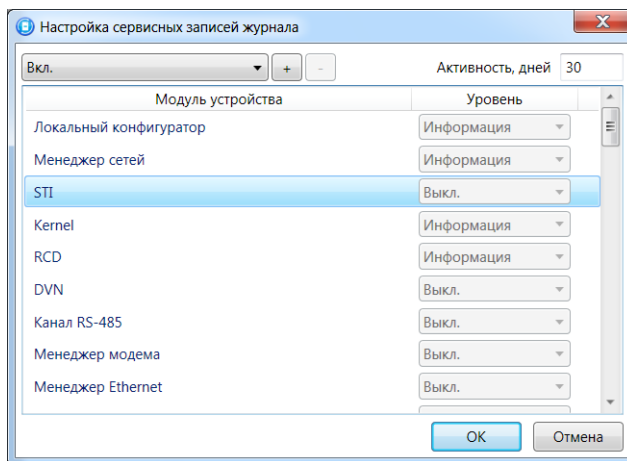 Настройка сервисных записей журнала
Вкл. + - Активность, дней 30
Модуль устройства Уровень
Локальный конфигуратор Информация
Менеджер сетей Информация
STI Выкл.
Kernel Информация
RCD Информация
DVN Выкл.
Канал RS-485 Выкл.
Менеджер модема Выкл.
Менеджер Ethernet Выкл.
OK Отмена